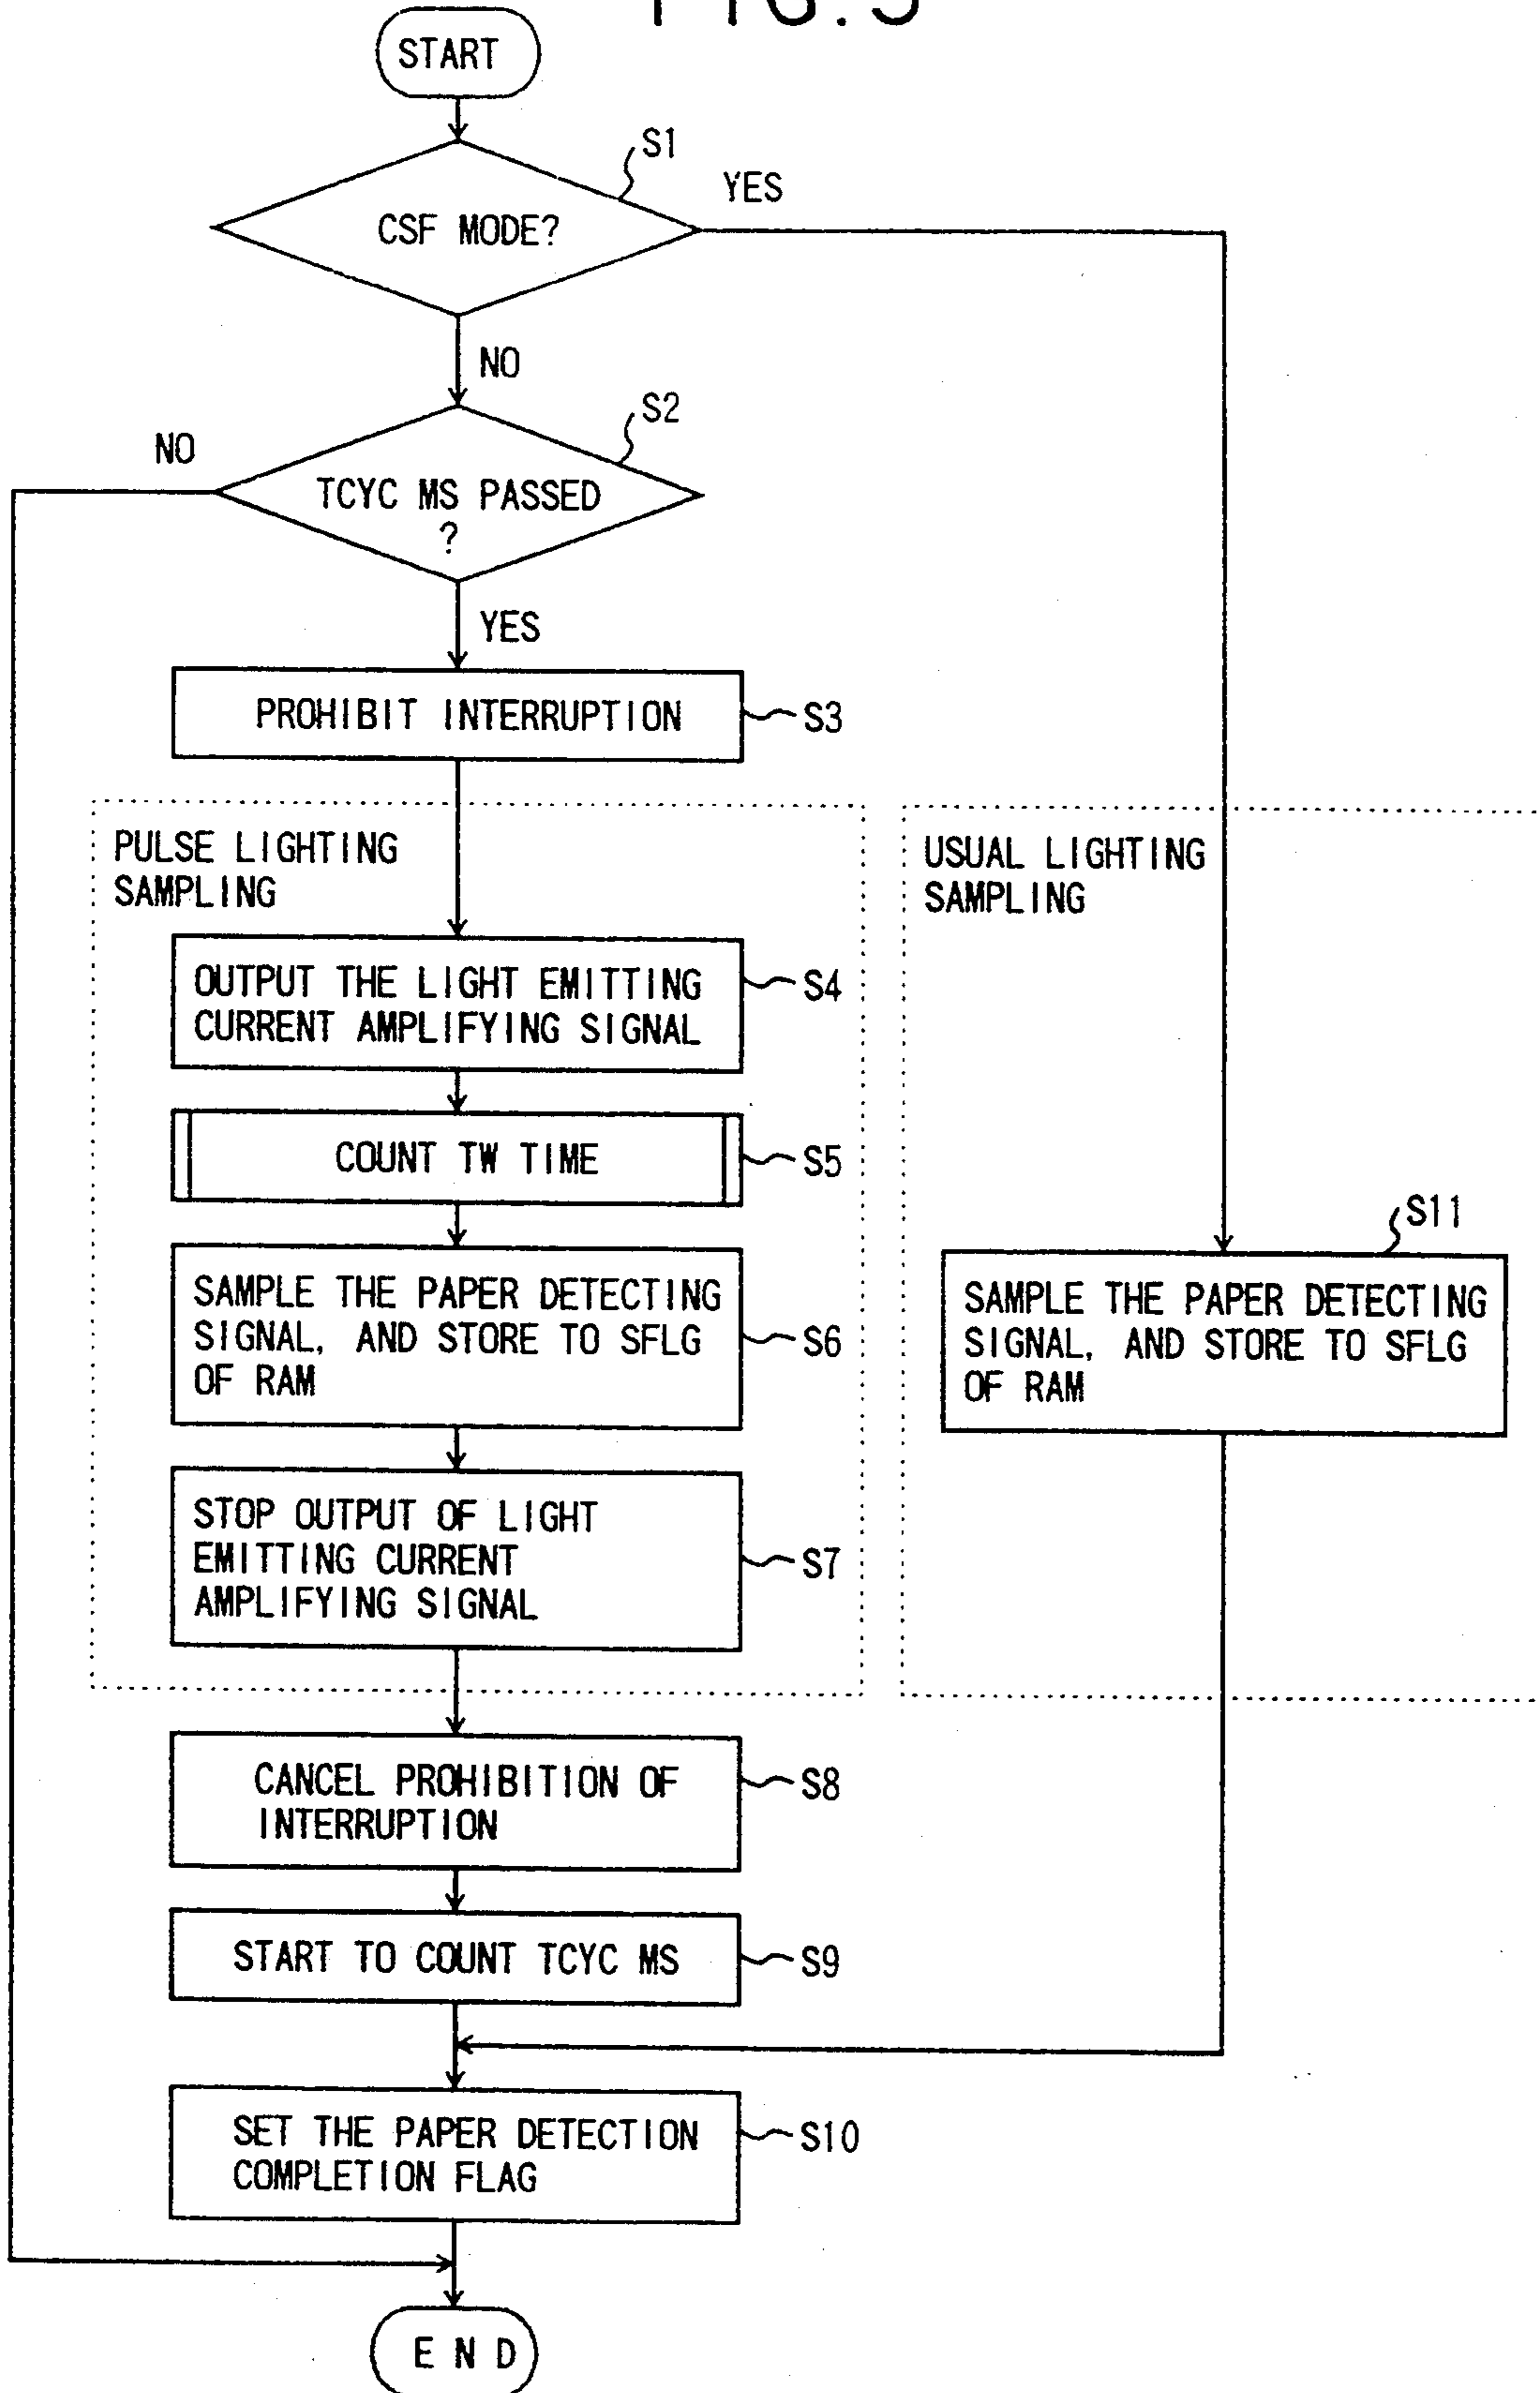 START
S1
YES
CSF MODE?
NO
S2
NO
TCYC MS PASSED
?
YES
PROHIBIT INTERRUPTION
S3
PULSE LIGHTING
SAMPLING
USUAL LIGHTING
SAMPLING
OUTPUT THE LIGHT EMITTING
CURRENT AMPLIFYING SIGNAL
S4
COUNT TW TIME
S5
SAMPLE THE PAPER DETECTING
SIGNAL, AND STORE TO SFLG
OF RAM
S6
S11
SAMPLE THE PAPER DETECTING
SIGNAL, AND STORE TO SFLG
OF RAM
STOP OUTPUT OF LIGHT
EMITTING CURRENT
AMPLIFYING SIGNAL
S7
CANCEL PROHIBITION OF
INTERRUPTION
S8
START TO COUNT TCYC MS
S9
SET THE PAPER DETECTION
COMPLETION FLAG
S10
END